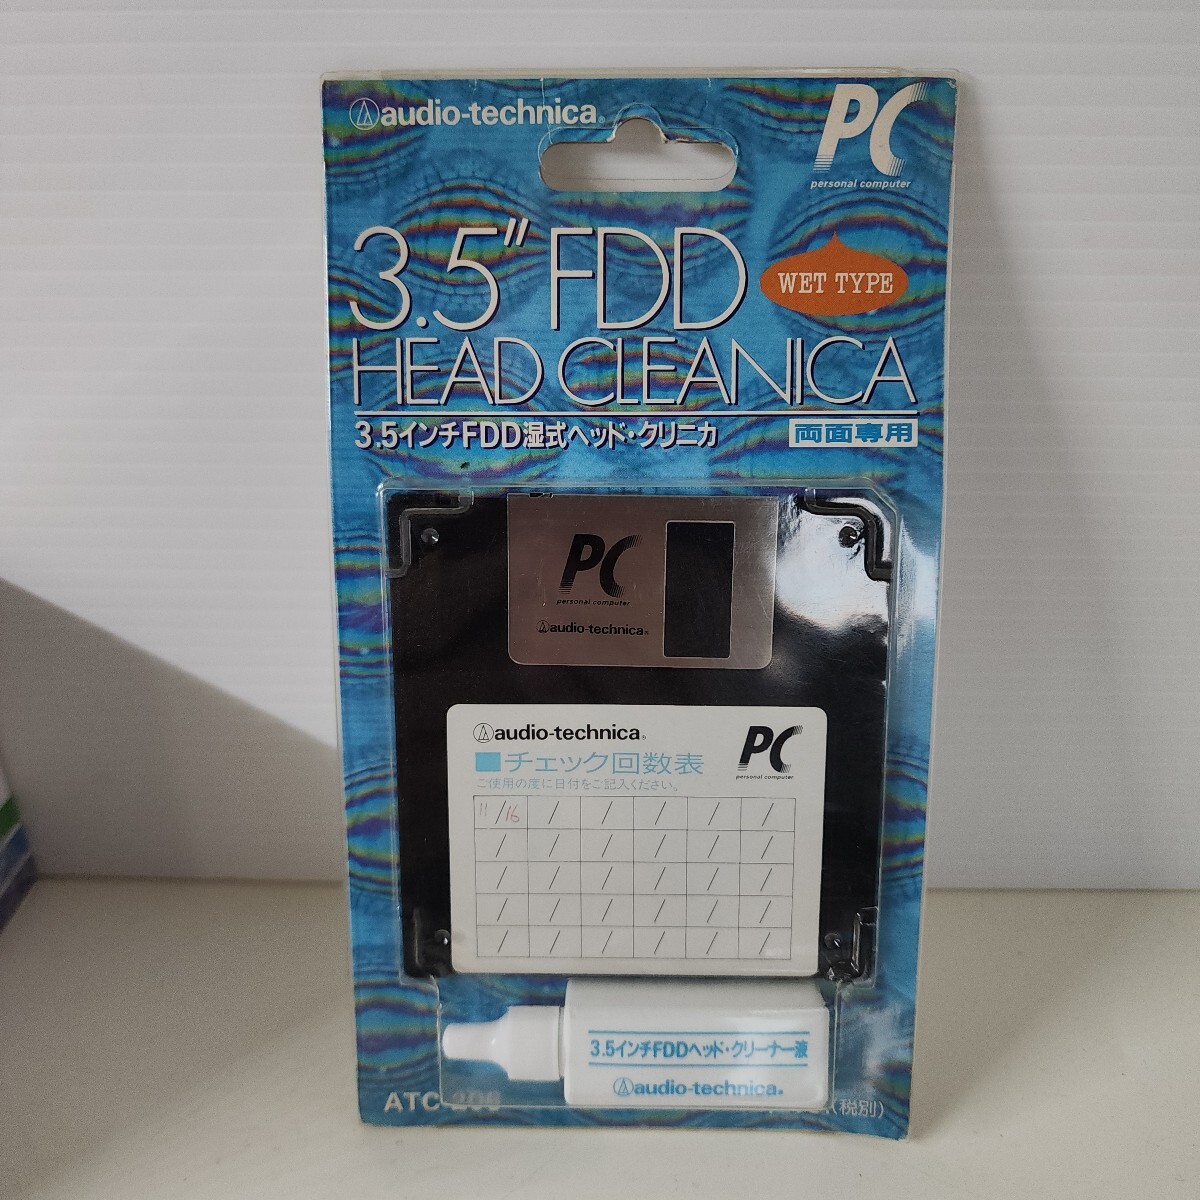 audio-technica®
PC
personal computer
3.5"FDD
WET TYPE
HEAD CLEANICA
3.5インチFDD湿式ヘッド・クリニカ
両面専用
PC
personal computer
audio-technica®
audio-technica®
PC
personal computer
■チェック回数表
ご使用の度に日付をご記入ください。
11/16 / / / / /
/ / / / / /
/ / / / / /
/ / / / / /
/ / / / / /
3.5インチFDDヘッド・クリーナー液
audio-technica®
ATC
(税別)